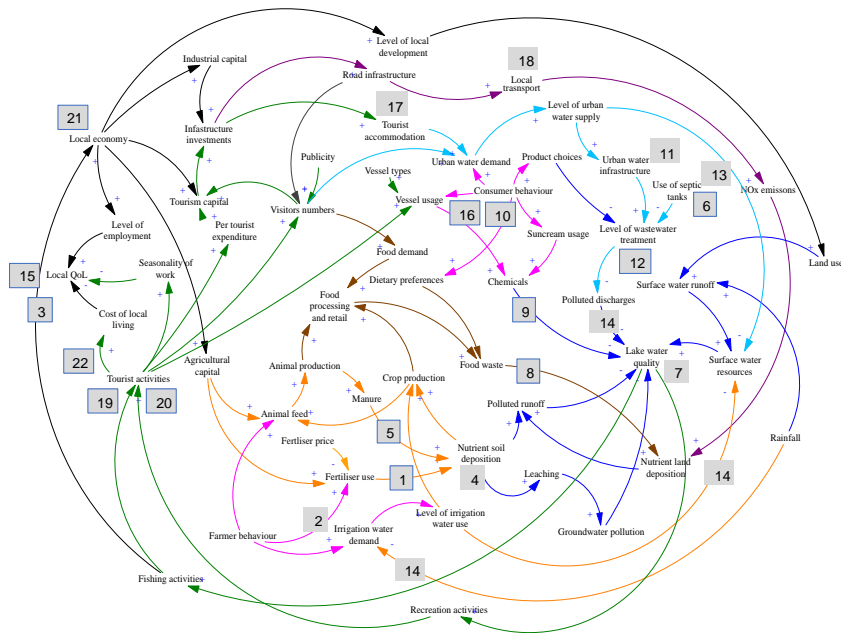 Level of local
development
Industrial capital
Road infrastructure
18
Local
transport
21
17
Level of urban
water supply
Local economy
Infastructure
investments
Tourist
accommodation
11
Publicity
Urban water demand
Product choices
Urban water
infrastructure
13
Vessel types
Use of septic
tanks
6
NOx emissions
Tourism capital
Visitors numbers
Vessel usage
Consumer behaviour
16
10
Level of
employment
Per tourist
expenditure
Suncream usage
Level of wastewater
treatment
Food demand
12
Land use
15
Local QoL
Seasonality of
work
Dietary preferences
Chemicals
Surface water runoff
3
Food
processing
and retail
9
Polluted discharges
Cost of local
living
14
22
Agricultural
capital
Animal production
Food waste
Lake water
quality
Surface water
resources
Tourist activities
Crop production
8
7
19
20
Manure
Polluted runoff
Animal feed
5
Fertliser price
Rainfall
Nutrient soil
deposition
Nutrient land
deposition
14
Fertiliser use
1
4
Leaching
2
Level of irrigation
water use
Farmer behaviour
Irrigation water
demand
Groundwater pollution
14
Fishing activities
Recreation activities